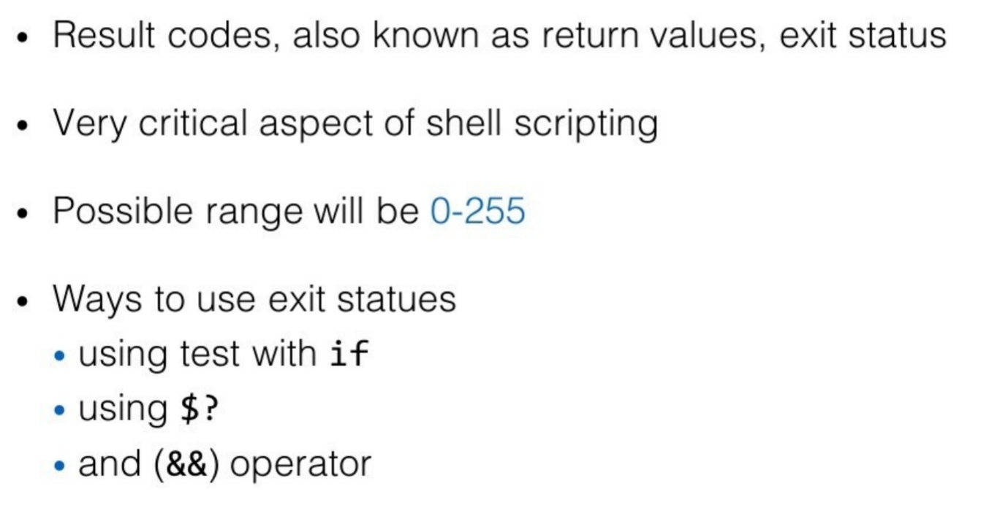 • Result codes, also known as return values, exit status
• Very critical aspect of shell scripting
• Possible range will be 0-255
• Ways to use exit statues
• using test with if
• using $?
• and (&&) operator